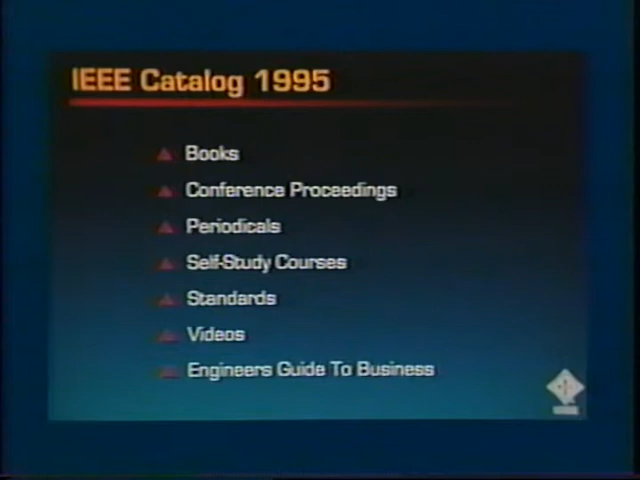 IEEE Catalog 1995
Books
Conference Proceedings
Periodicals
Self-Study Courses
Standards
Videos
Engineers Guide To Business